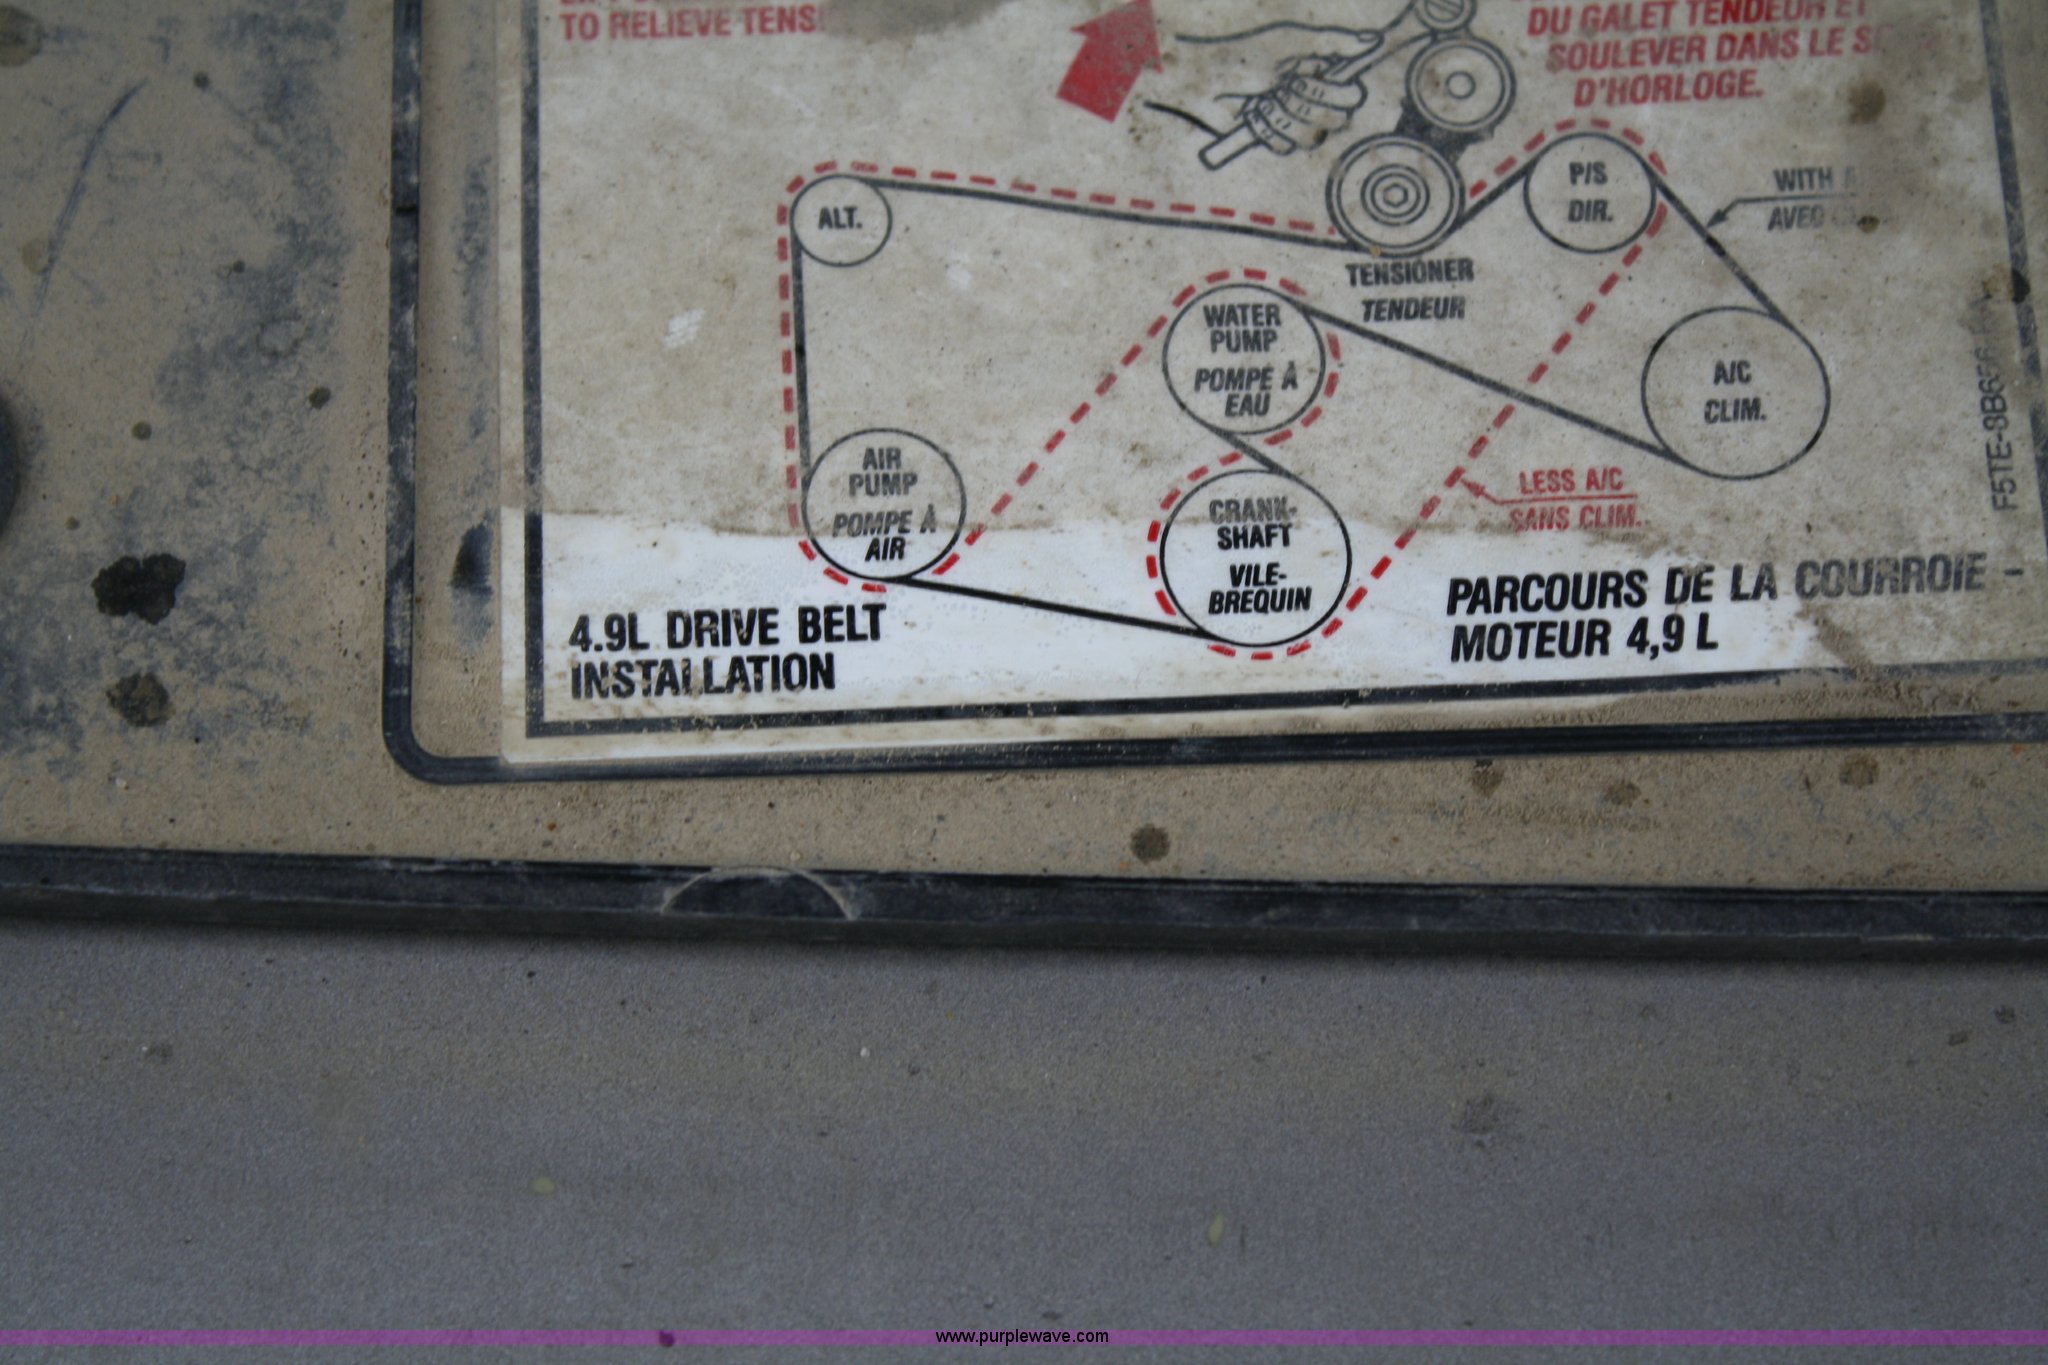 TO RELIEVE
DU GALET TENDEUR ET
SOULEVER DANS LE
D'HORLOGE.
ALT.
P/S
DIR.
WITH
AVEC
TENSIONER
TENDEUR
WATER
PUMP
POMPE À
EAU
A/C
CLIM.
AIR
PUMP
POMPE À
AIR
CRANK-
SHAFT
VILE-
BREQUIN
LESS A/C
SANS CLIM.
4.9L DRIVE BELT
INSTALLATION
PARCOURS DE LA COURROIE -
MOTEUR 4,9 L
www.purplewave.com